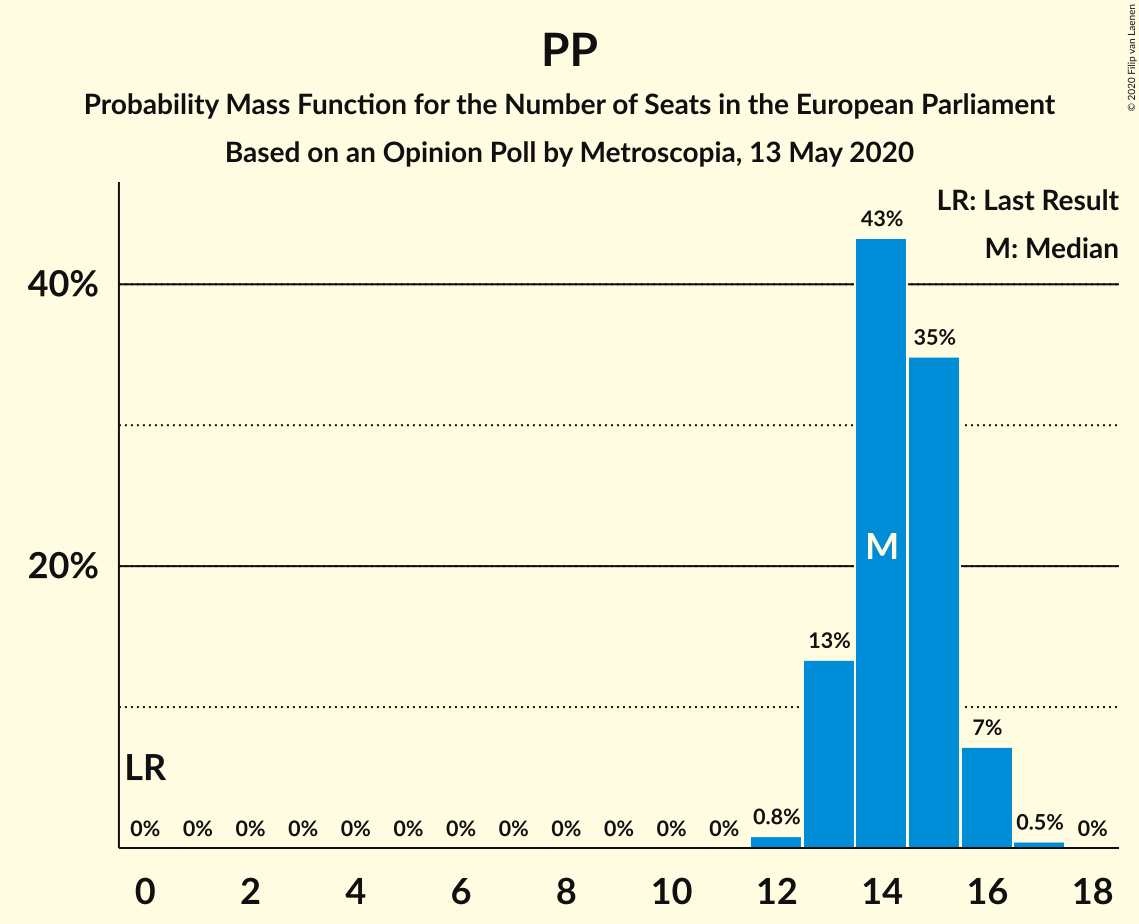 PP
Probability Mass Function for the Number of Seats in the European Parliament
Based on an Opinion Poll by Metroscopia, 13 May 2020
© 2020 Filip van Laenen
LR: Last Result
M: Median
43%
40%
35%
M
20%
13%
7%
LR
0% 0% 0% 0% 0% 0% 0% 0% 0% 0% 0% 0% 0.8% 0.5% 0%
0 2 4 6 8 10 12 14 16 18